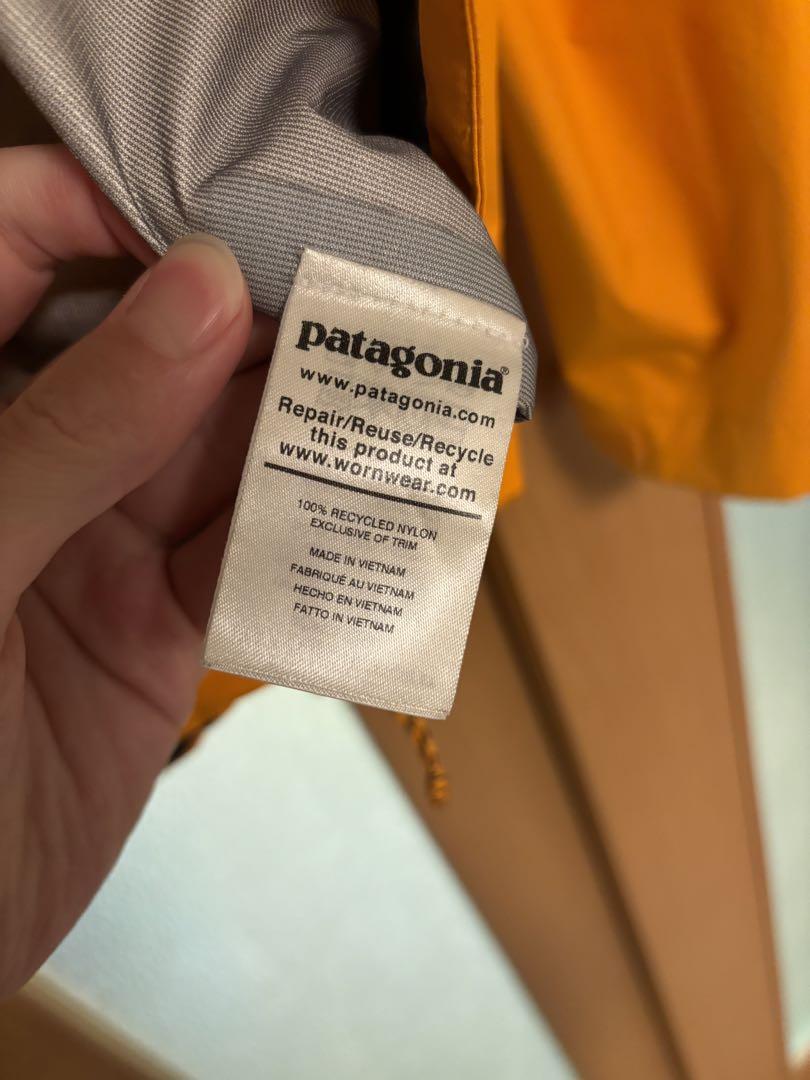 patagonia®
www.patagonia.com
Repair/Reuse/Recycle
this product at
www.wornwear.com
100% RECYCLED NYLON
EXCLUSIVE OF TRIM
MADE IN VIETNAM
FABRIQUÉ AU VIETNAM
HECHO EN VIETNAM
FATTO IN VIETNAM